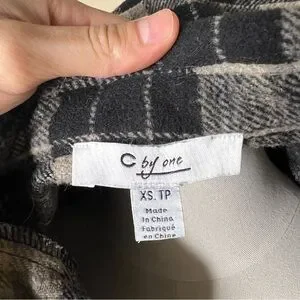 C by one
XS. TP
Made
In China
Fabriqué
en Chine